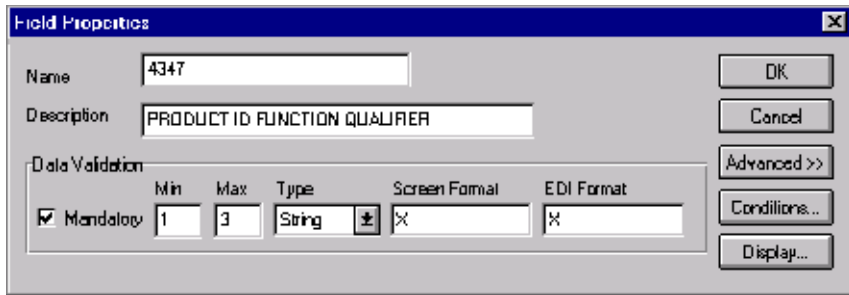 Field Properties
Name 4347 OK
Description PRODUCT ID FUNCTION QUALIFIER Cancel
Data Validation Advanced >>
Min Max Type Screen Format EDI Format
Mandatory 1 3 String X X Conditions...
Display...